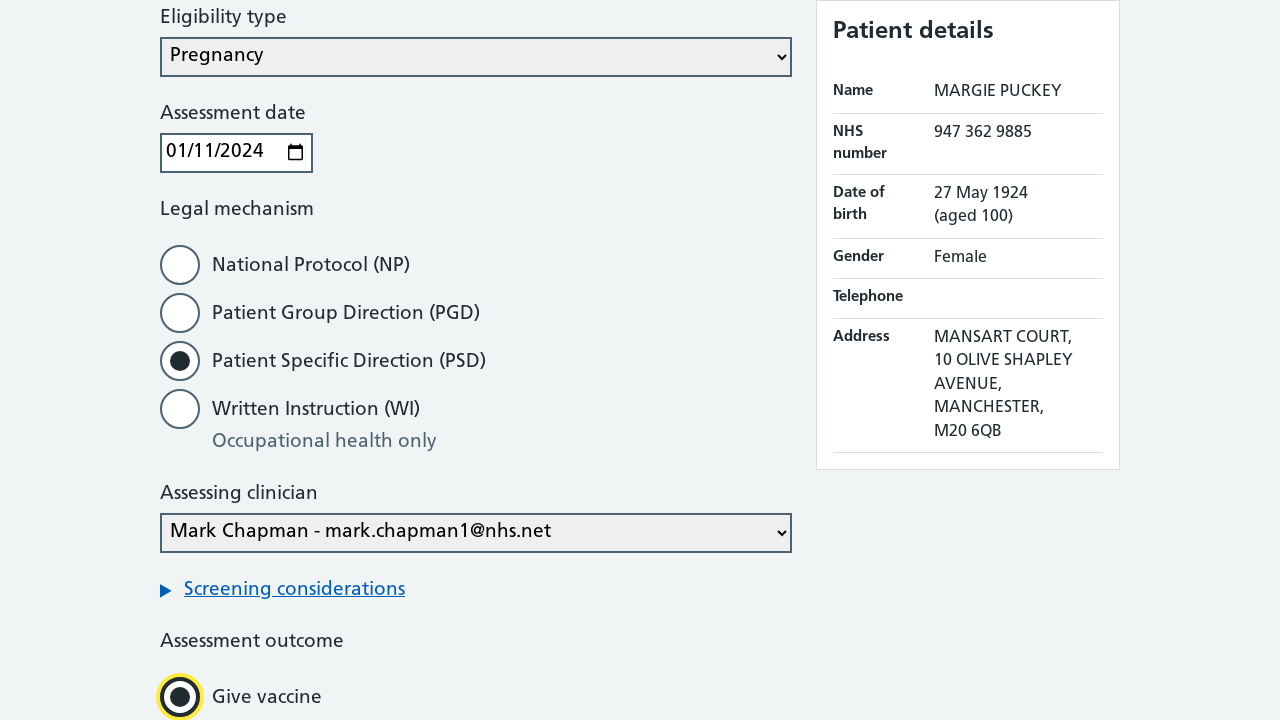 Eligibility type
Pregnancy
Assessment date
01/11/2024
Legal mechanism
National Protocol (NP)
Patient Group Direction (PGD)
Patient Specific Direction (PSD)
Written Instruction (WI)
Occupational health only
Assessing clinician
Mark Chapman - mark.chapman1@nhs.net
Screening considerations
Assessment outcome
Give vaccine
Patient details
Name MARGIE PUCKEY
NHS number 947 362 9885
Date of birth 27 May 1924
(aged 100)
Gender Female
Telephone
Address MANSART COURT,
10 OLIVE SHAPLEY
AVENUE,
MANCHESTER,
M20 6QB